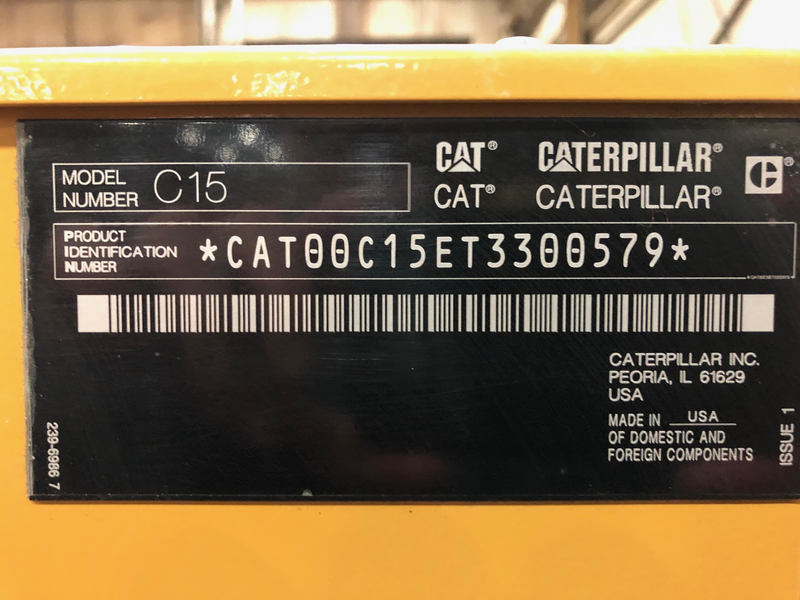 MODEL NUMBER C15
CAT® CATERPILLAR®
CAT® CATERPILLAR®
PRODUCT IDENTIFICATION NUMBER *CAT00C15ET3300579*
CATERPILLAR INC.
PEORIA, IL 61629
USA
MADE IN USA
OF DOMESTIC AND
FOREIGN COMPONENTS
239-6986 7
ISSUE 1